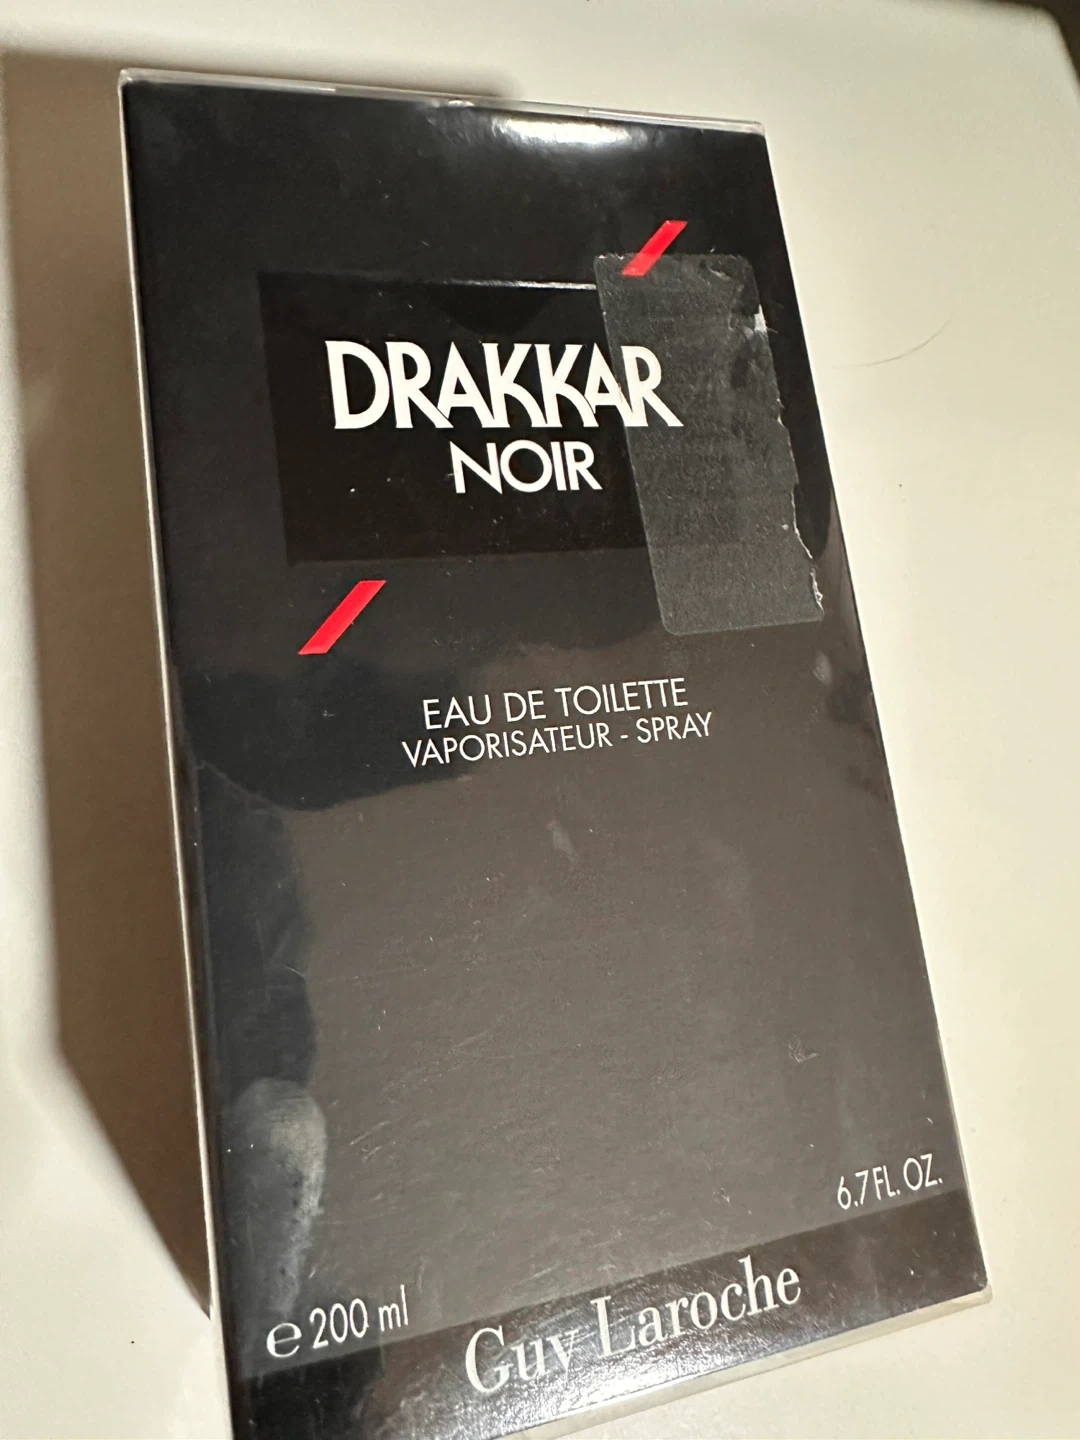 DRAKKAR
NOIR
EAU DE TOILETTE
VAPORISATEUR - SPRAY
6.7 FL. OZ.
e 200 ml
Guy Laroche